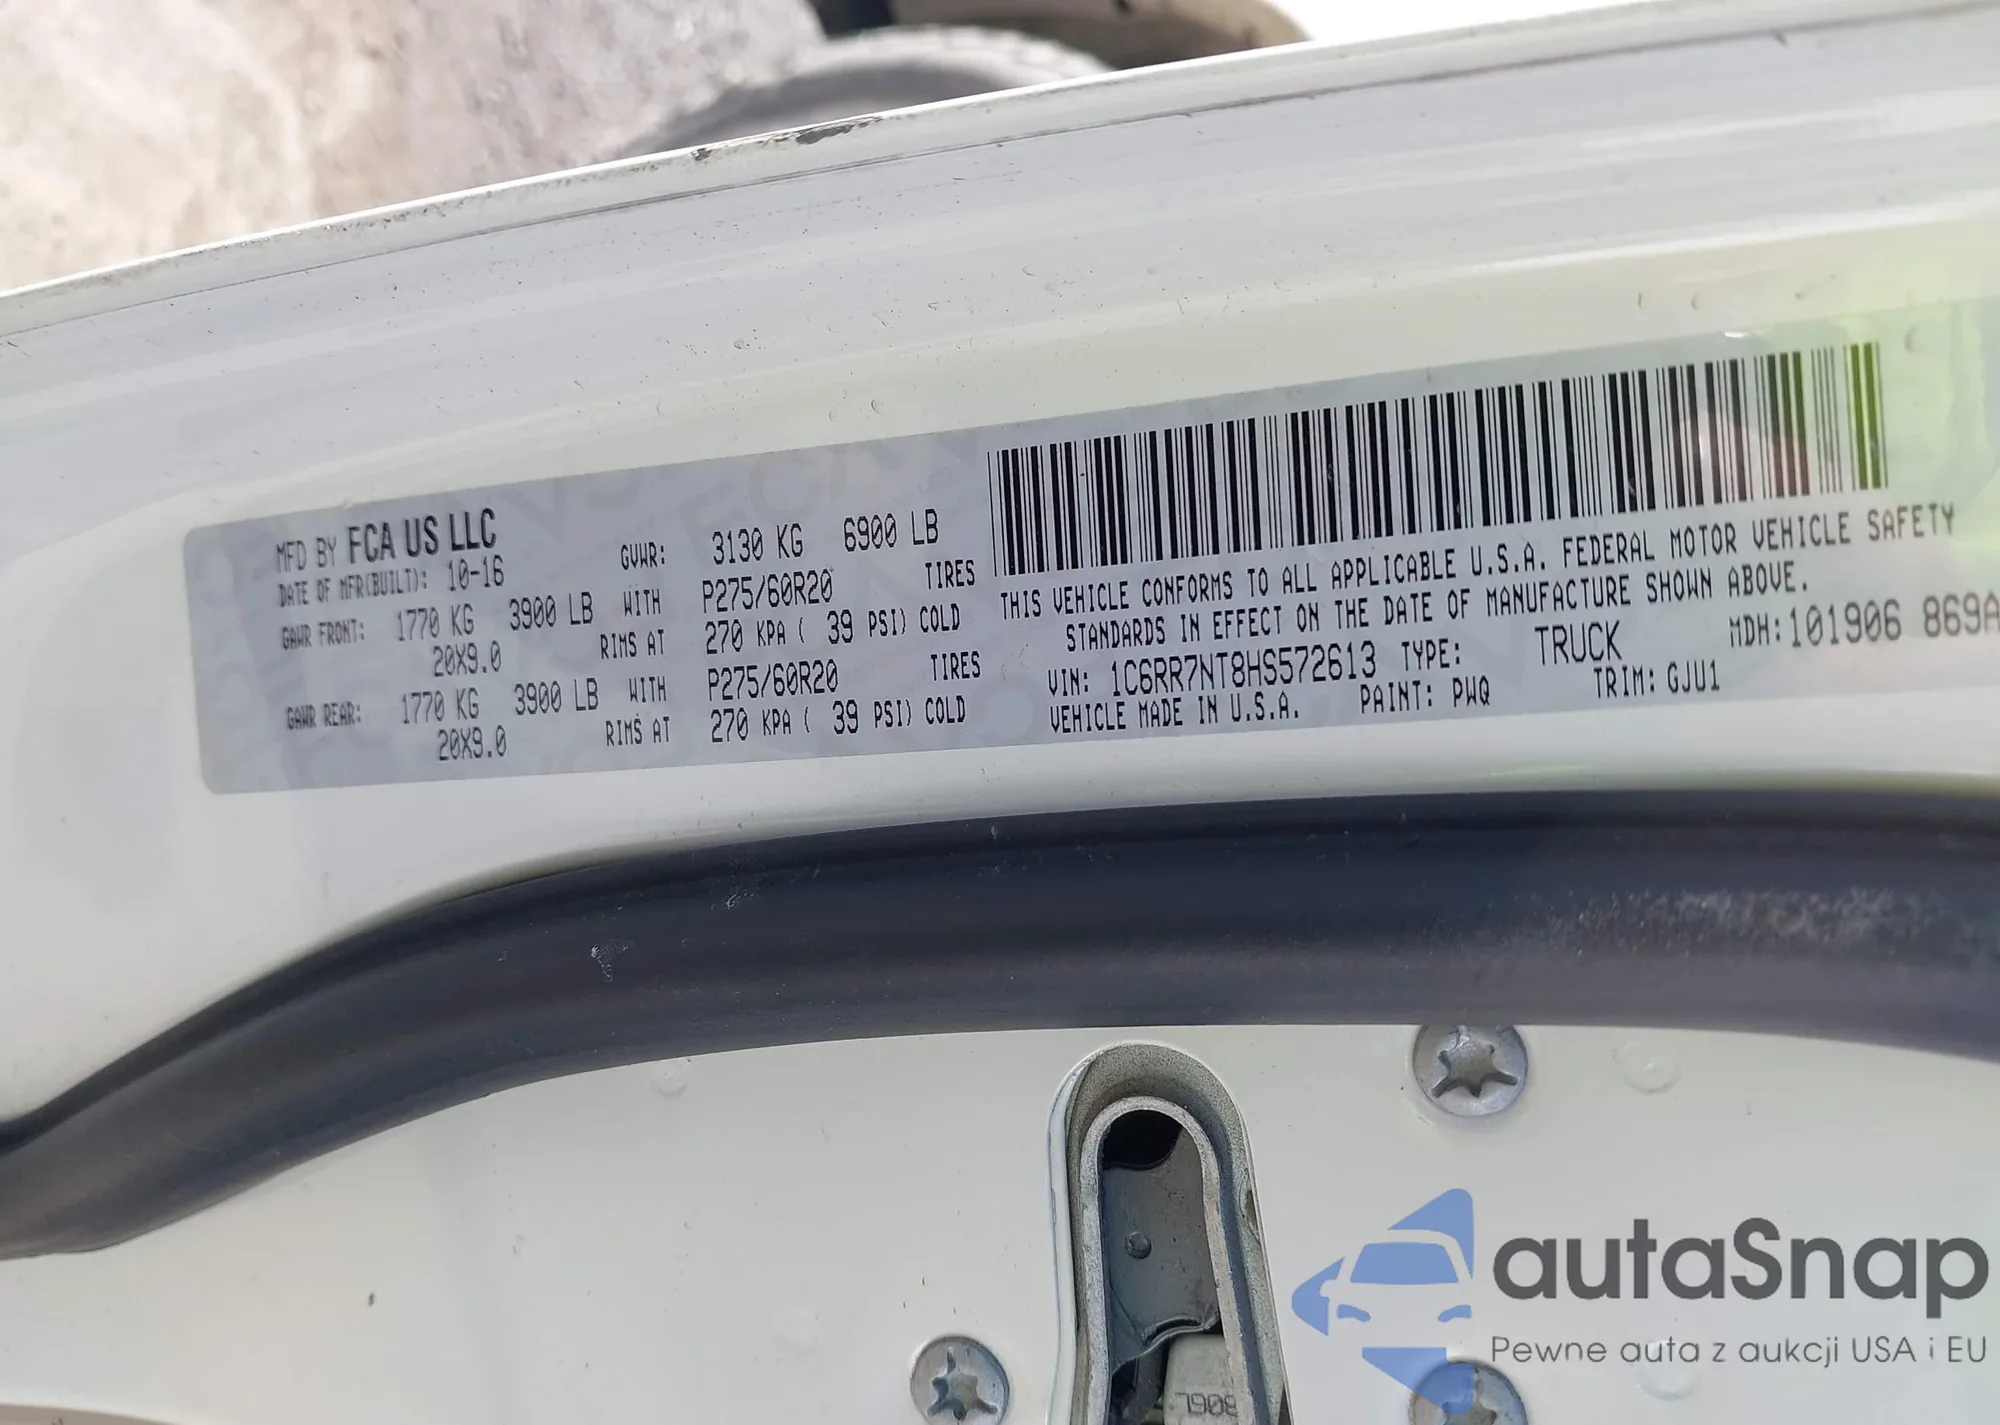 MFD BY FCA US LLC
DATE OF MFR(BUILT): 10-16 GVWR: 3130 KG 6900 LB
GAWR FRONT: 1770 KG 3900 LB WITH P275/60R20 TIRES
20X9.0 RIMS AT 270 KPA ( 39 PSI) COLD
GAWR REAR: 1770 KG 3900 LB WITH P275/60R20 TIRES
20X9.0 RIMS AT 270 KPA ( 39 PSI) COLD
THIS VEHICLE CONFORMS TO ALL APPLICABLE U.S.A. FEDERAL MOTOR VEHICLE SAFETY
STANDARDS IN EFFECT ON THE DATE OF MANUFACTURE SHOWN ABOVE.
MDH:101906 869A
VIN: 1C6RR7NT8HS572613 TYPE: TRUCK
VEHICLE MADE IN U.S.A. PAINT: PWQ TRIM: GJU1
autaSnap
Pewne auta z aukcji USA i EU